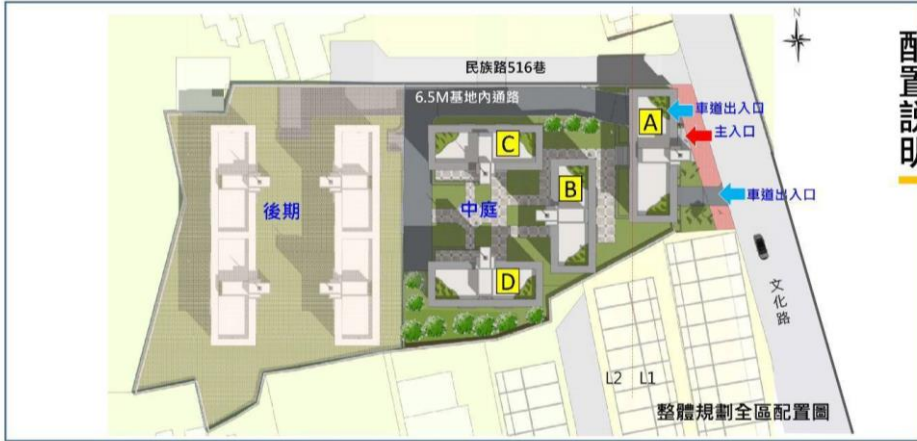 配置說明
N
民族路516巷
6.5M基地內通路
A
車道出入口
主入口
C
B
後期
中庭
車道出入口
D
文化路
L2 L1
整體規劃全區配置圖